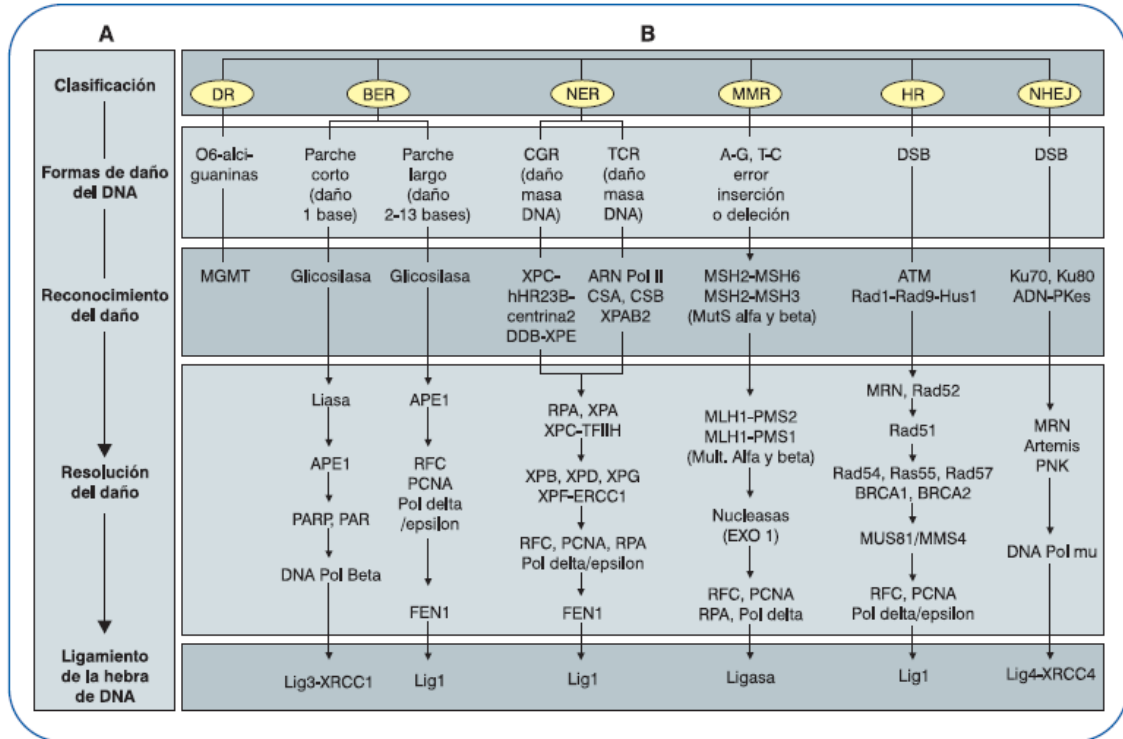 A
B
Clasificación
DR
BER
NER
MMR
HR
NHEJ
Formas de daño
del DNA
O6-alci-
guaninas
Parche
corto
(daño
1 base)
Parche
largo
(daño
2-13 bases)
CGR
(daño
masa
DNA)
TCR
(daño
masa
DNA)
A-G, T-C
error
inserción
o deleción
DSB
DSB
Reconocimiento
del daño
MGMT
Glicosilasa
Glicosilasa
XPC-
hHR23B-
centrina2
DDB-XPE
ARN Pol II
CSA, CSB
XPAB2
MSH2-MSH6
MSH2-MSH3
(MutS alfa y beta)
ATM
Rad1-Rad9-Hus1
Ku70, Ku80
ADN-PKes
Resolución
del daño
Liasa
APE1
PARP, PAR
DNA Pol Beta
APE1
RFC
PCNA
Pol delta
/epsilon
FEN1
RPA, XPA
XPC-TFIIH
XPB, XPD, XPG
XPF-ERCC1
RFC, PCNA, RPA
Pol delta/epsilon
FEN1
MLH1-PMS2
MLH1-PMS1
(Mult. Alfa y beta)
Nucleasas
(EXO 1)
RFC, PCNA
RPA, Pol delta
MRN, Rad52
Rad51
Rad54, Ras55, Rad57
BRCA1, BRCA2
MUS81/MMS4
RFC, PCNA
Pol delta/epsilon
MRN
Artemis
PNK
DNA Pol mu
Ligamiento
de la hebra
de DNA
Lig3-XRCC1
Lig1
Lig1
Ligasa
Lig1
Lig4-XRCC4